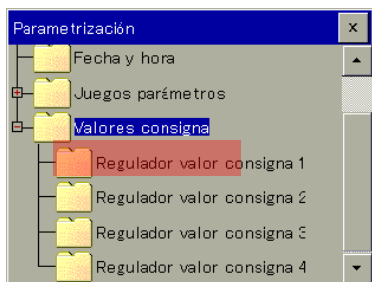 Parametrización
x
Fecha y hora
Juegos parámetros
Valores consigna
Regulador valor consigna 1
Regulador valor consigna 2
Regulador valor consigna 3
Regulador valor consigna 4